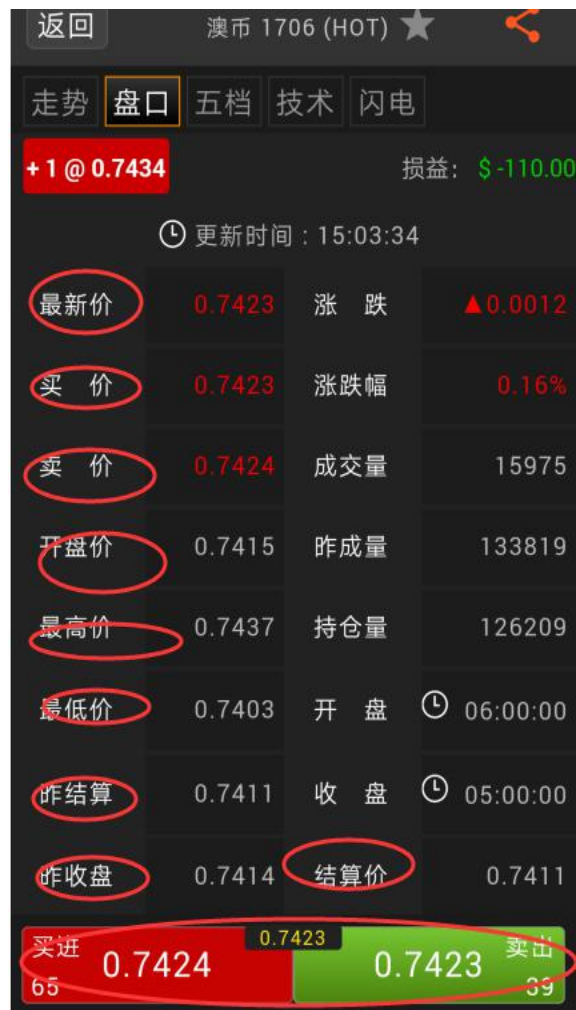 返回 澳币 1706 (HOT)
走势 盘口 五档 技术 闪电
+ 1 @ 0.7434 损益: $ -110.00
更新时间 : 15:03:34
最新价 0.7423 涨 跌 ▲0.0012
买 价 0.7423 涨跌幅 0.16%
卖 价 0.7424 成交量 15975
开盘价 0.7415 昨成量 133819
最高价 0.7437 持仓量 126209
最低价 0.7403 开 盘 06:00:00
昨结算 0.7411 收 盘 05:00:00
昨收盘 0.7414 结算价 0.7411
0.7423
买进 0.7424 0.7423 卖出
65 39